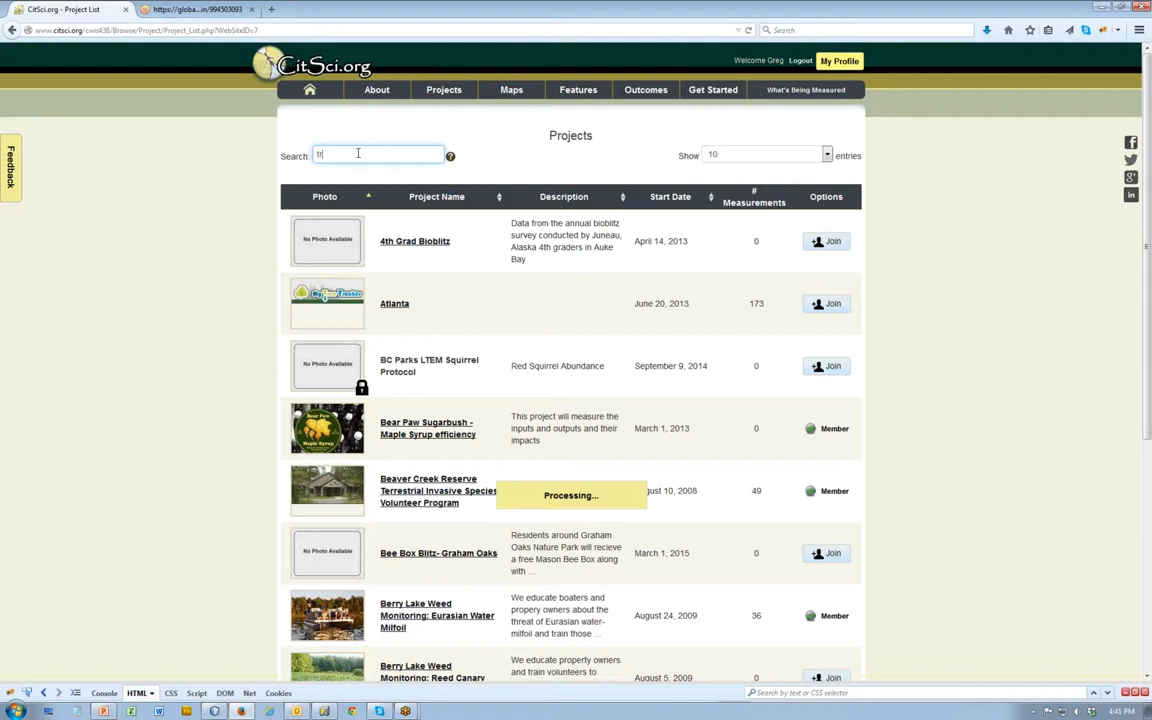 CitSci.org - Project List
https://globa...in/994503093
www.citsci.org/cwis438/Browse/Project/Project_List.php?WebSiteID=7
Search
CitSci.org
Welcome Greg Logout My Profile
About Projects Maps Features Outcomes Get Started What's Being Measured
Feedback
Projects
Search: tr
Show 10 entries
Photo Project Name Description Start Date # Measurements Options
No Photo Available
4th Grad Bioblitz
Data from the annual bioblitz
survey conducted by Juneau,
Alaska 4th graders in Auke
Bay
April 14, 2013
0
Join
Atlanta
June 20, 2013
173
Join
No Photo Available
BC Parks LTEM Squirrel
Protocol
Red Squirrel Abundance
September 9, 2014
0
Join
Bear Paw Sugarbush -
Maple Syrup efficiency
This project will measure the
inputs and outputs and their
impacts
March 1, 2013
0
Member
Beaver Creek Reserve
Terrestrial Invasive Species
Volunteer Program
Processing...
gust 10, 2008
49
Member
No Photo Available
Bee Box Blitz- Graham Oaks
Residents around Graham
Oaks Nature Park will recieve
a free Mason Bee Box along
with ...
March 1, 2015
0
Join
Berry Lake Weed
Monitoring: Eurasian Water
Milfoil
We educate boaters and
propery owners about the
threat of Eurasian water-
milfoil and train those ...
August 24, 2009
36
Member
Berry Lake Weed
Monitoring: Reed Canary
We educate property owners
and train volunteers to
August 5, 2009
0
Join
Console HTML CSS Script DOM Net Cookies
Search by text or CSS selector
4:41 PM